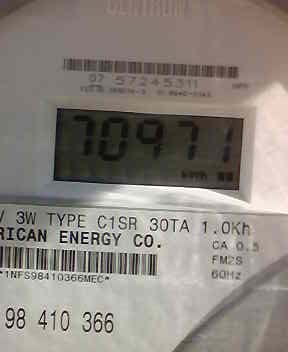 CENTRON
07 57245311
70971
kWh
V 3W TYPE C1SR 30TA 1.0Kh
RICAN ENERGY CO.
CA 0.5
FM2S
60Hz
*1NFS98410366MEC*
98 410 366